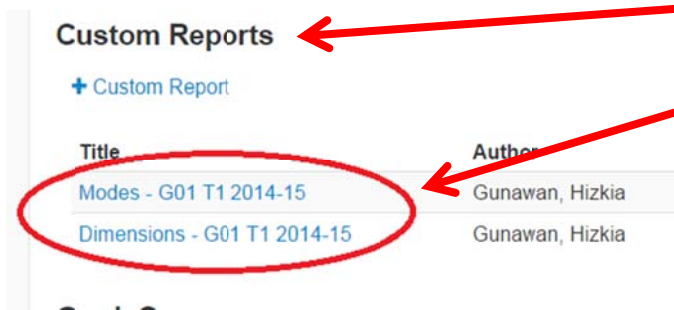 Custom Reports
+ Custom Report
Title Author
Modes - G01 T1 2014-15 Gunawan, Hizkia
Dimensions - G01 T1 2014-15 Gunawan, Hizkia